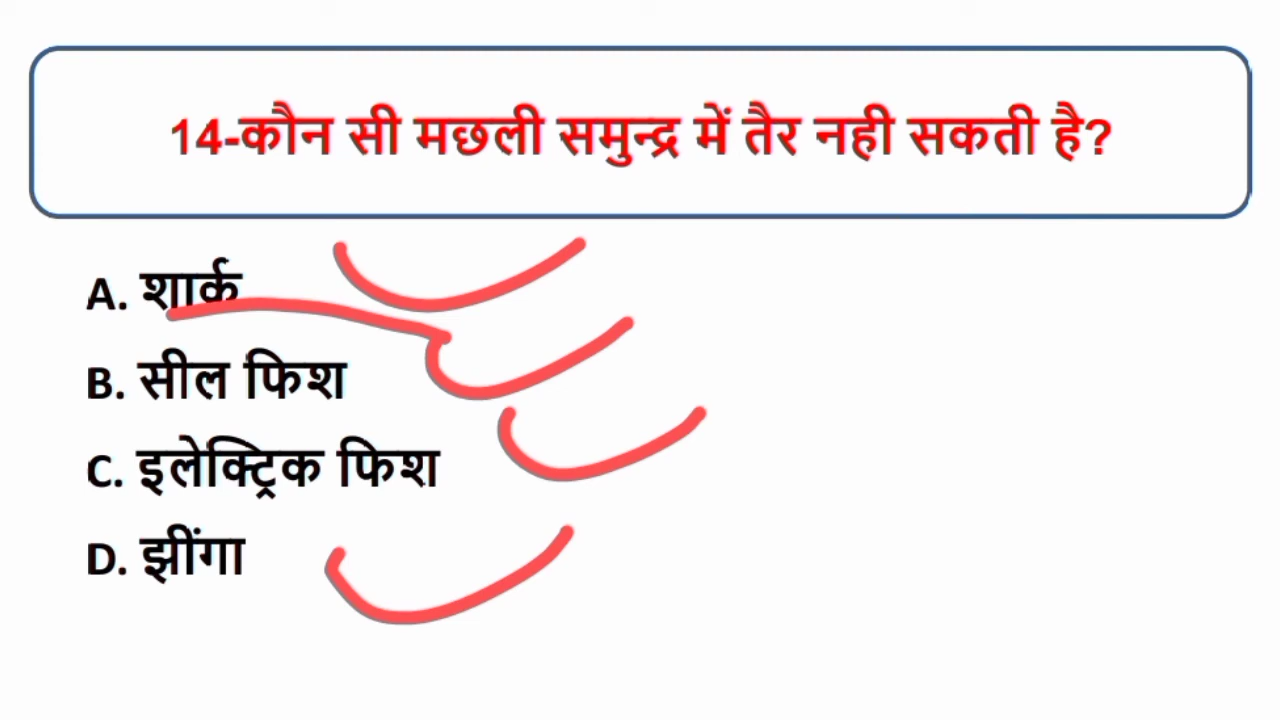 14-कौन सी मछली समुन्द्र में तैर नही सकती है?
A. शार्क
B. सील फिश
C. इलेक्ट्रिक फिश
D. झींगा